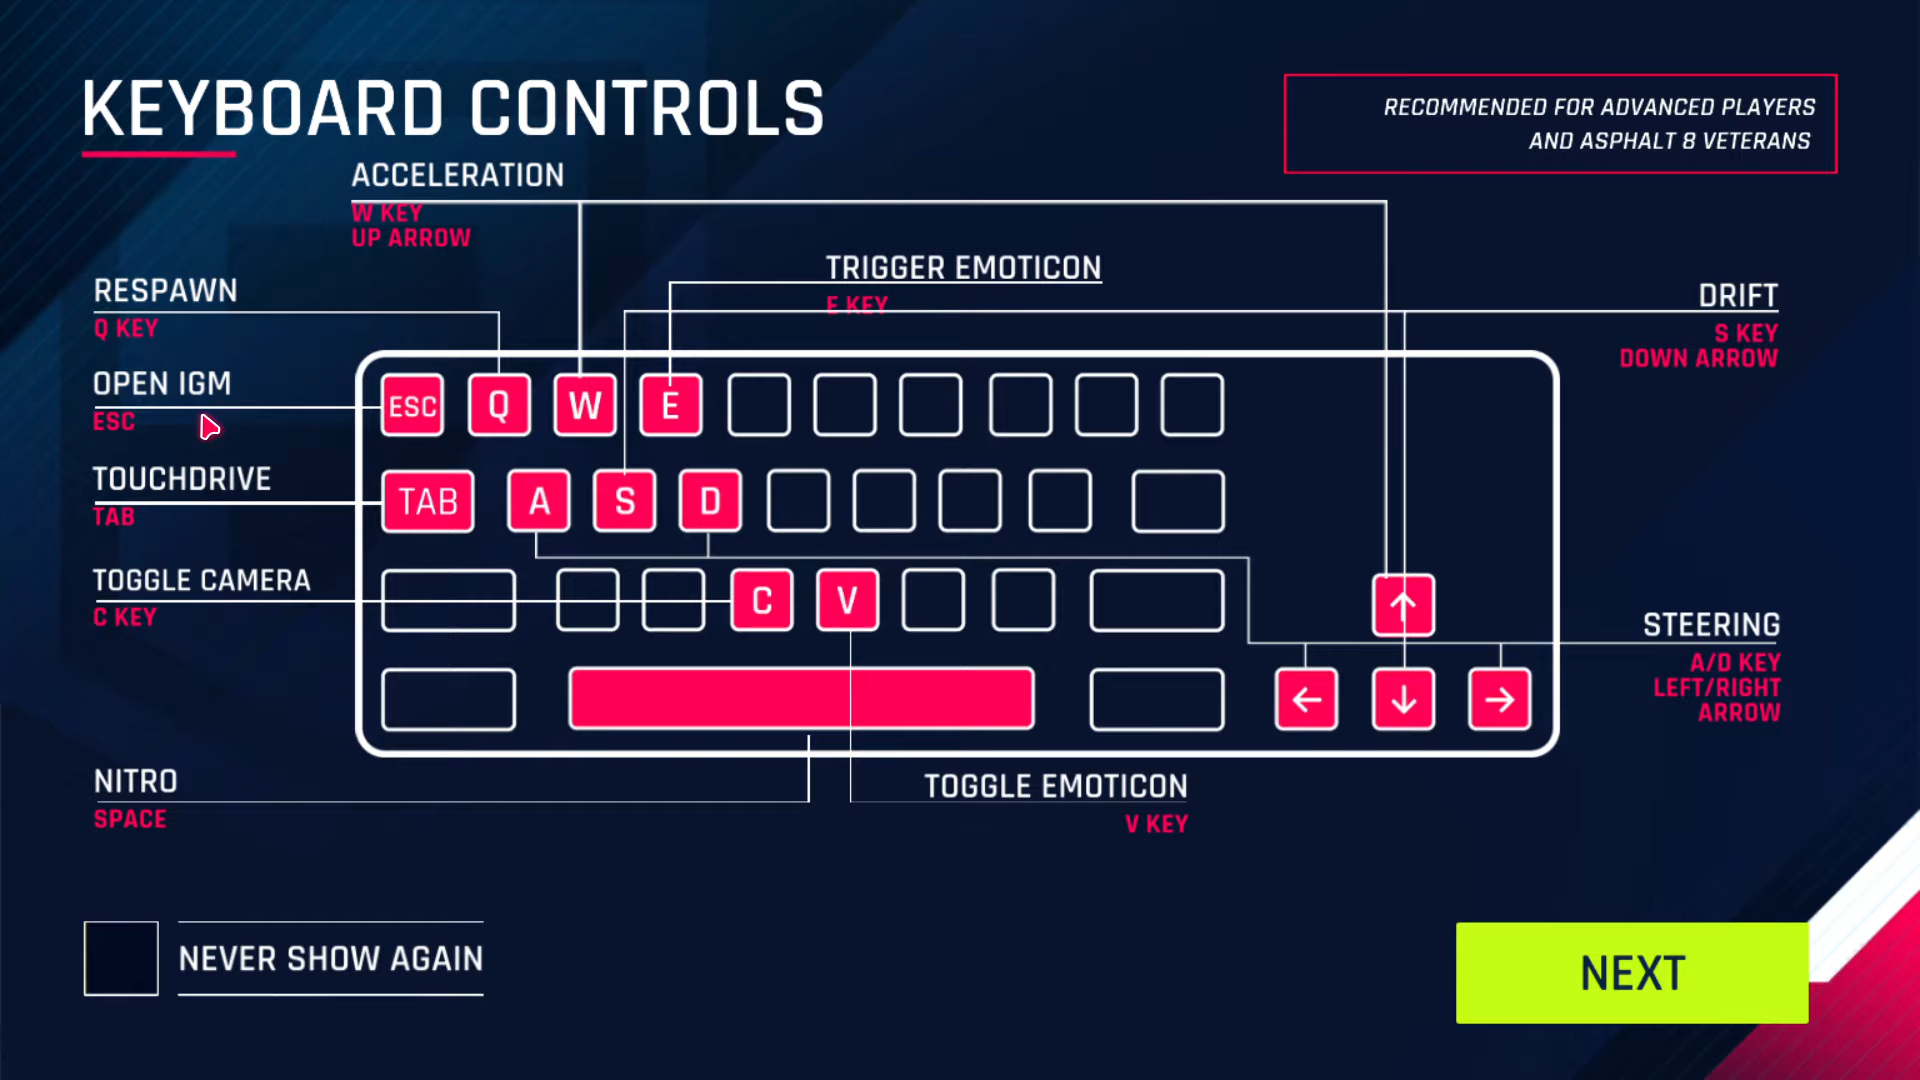 KEYBOARD CONTROLS
RECOMMENDED FOR ADVANCED PLAYERS
AND ASPHALT 8 VETERANS
ACCELERATION
W KEY
UP ARROW
TRIGGER EMOTICON
E KEY
RESPAWN
Q KEY
DRIFT
S KEY
DOWN ARROW
OPEN IGM
ESC
ESC Q W E
TOUCHDRIVE
TAB
TAB A S D
TOGGLE CAMERA
C KEY
C V
STEERING
A/D KEY
LEFT/RIGHT
ARROW
NITRO
SPACE
TOGGLE EMOTICON
V KEY
NEVER SHOW AGAIN
NEXT